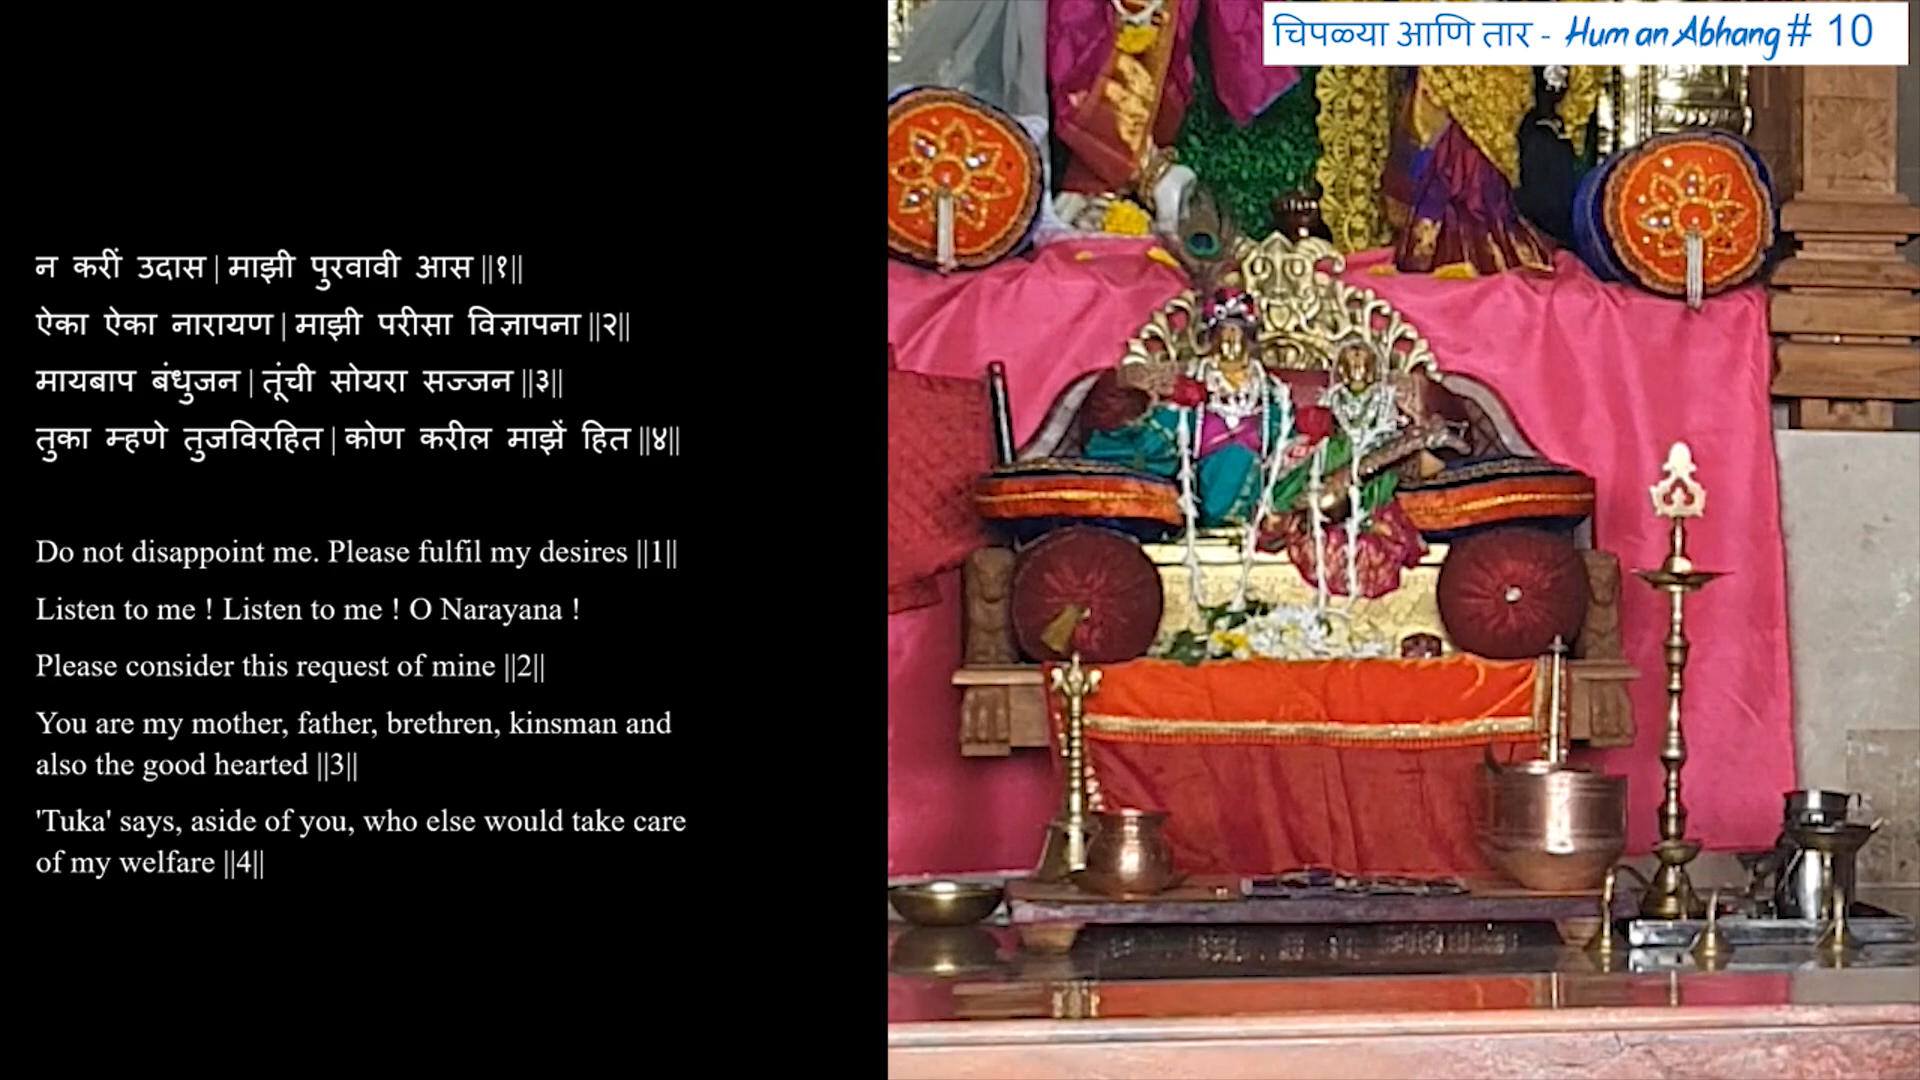 चिपळ्या आणि तार - Hum an Abhang # 10
न करीं उदास | माझी पुरवावी आस ||१||
ऐका ऐका नारायण | माझी परीसा विज्ञापना ||२||
मायबाप बंधुजन | तूंची सोयरा सज्जन ||३||
तुका म्हणे तुजविरहित | कोण करील माझें हित ||४||
Do not disappoint me. Please fulfil my desires ||1||
Listen to me ! Listen to me ! O Narayana !
Please consider this request of mine ||2||
You are my mother, father, brethren, kinsman and
also the good hearted ||3||
'Tuka' says, aside of you, who else would take care
of my welfare ||4||